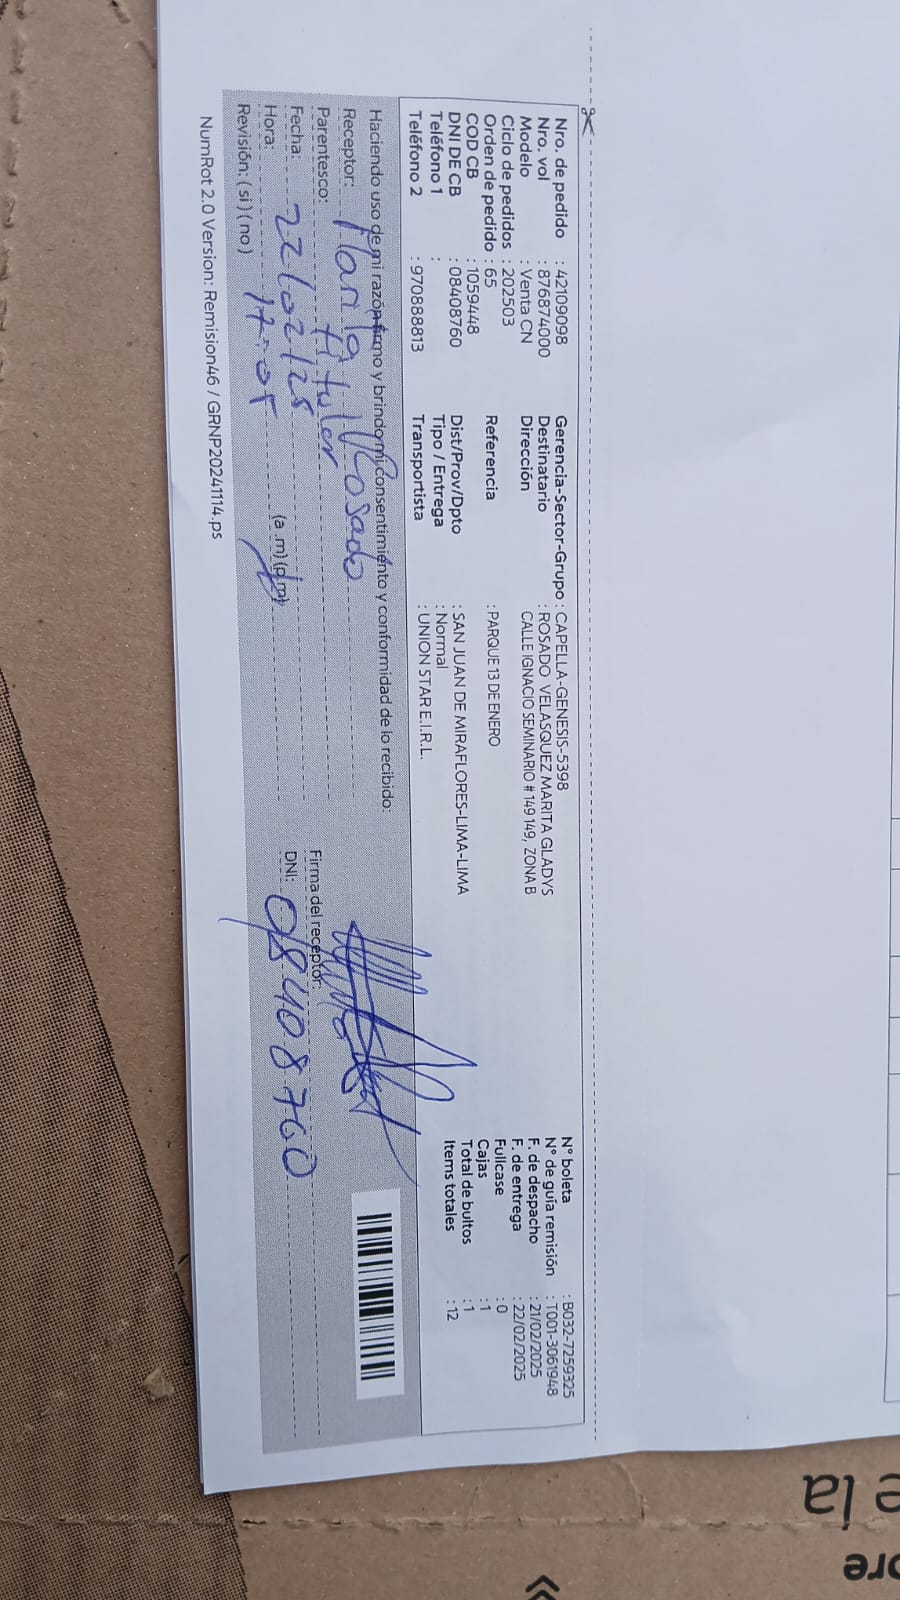 Nro. de pedido : 42109098
Nro. vol : 876874000
Modelo : Venta CN
Ciclo de pedidos : 202503
Orden de pedido : 65
COD CB : 1059448
DNI DE CB : 08408760
Teléfono 1 :
Teléfono 2 : 970888813
Gerencia-Sector-Grupo : CAPELLA-GENESIS-5398
Destinatario : ROSADO VELASQUEZ MARITA GLADYS
Dirección CALLE IGNACIO SEMINARIO # 149 149, ZONA B
Referencia : PARQUE 13 DE ENERO
Dist/Prov/Dpto : SAN JUAN DE MIRAFLORES-LIMA-LIMA
Tipo / Entrega : Normal
Transportista : UNION STAR E.I.R.L.
N° boleta : B032-7259325
N° de guía remisión : T001-3061948
F. de despacho : 21/02/2025
F. de entrega : 22/02/2025
Fullcase : 0
Cajas : 1
Total de bultos : 1
Items totales : 12
Haciendo uso de mi razón firmo y brindo mi consentimiento y conformidad de lo recibido:
Receptor: Rosado
Parentesco: titular
Fecha: 22/02/25
Hora: (a .m) (p.m)
Revisión: ( si ) ( no )
Firma del receptor:
DNI: 08408760
NumRot 2.0 Version: Remision46 / GRNP20241114.ps
e la
ore